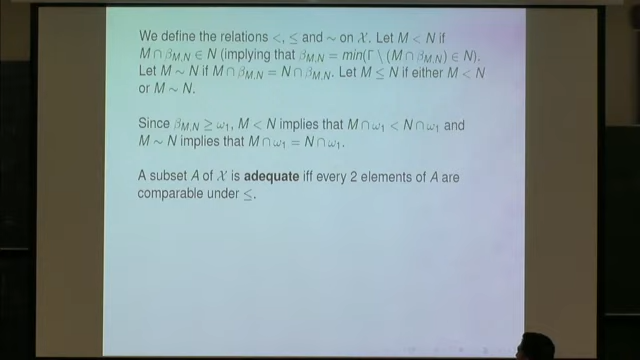 We define the relations <, ≤ and ∼ on 𝒳. Let M < N if
M ∩ β_{M,N} ∈ N (implying that β_{M,N} = min(Γ \ (M ∩ β_{M,N}) ∈ N).
Let M ∼ N if M ∩ β_{M,N} = N ∩ β_{M,N}. Let M ≤ N if either M < N
or M ∼ N.
Since β_{M,N} ≥ ω₁, M < N implies that M ∩ ω₁ < N ∩ ω₁ and
M ∼ N implies that M ∩ ω₁ = N ∩ ω₁.
A subset A of 𝒳 is adequate iff every 2 elements of A are
comparable under ≤.